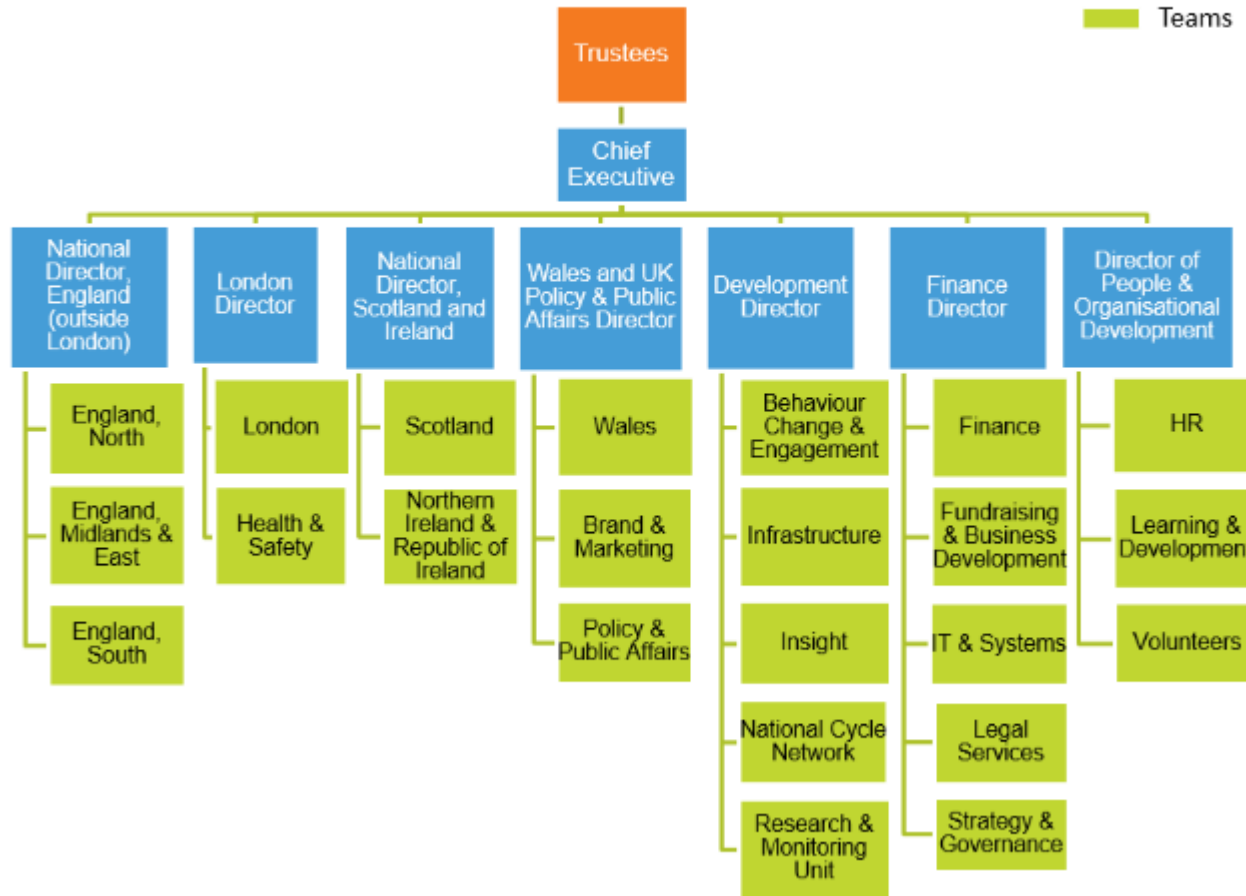 Teams
Trustees
Chief
Executive
National
Director,
England
(outside
London)
London
Director
National
Director,
Scotland and
Ireland
Wales and UK
Policy & Public
Affairs Director
Development
Director
Finance
Director
Director of
People &
Organisational
Development
England,
North
England,
Midlands &
East
England,
South
London
Health &
Safety
Scotland
Northern
Ireland &
Republic of
Ireland
Wales
Brand &
Marketing
Policy &
Public Affairs
Behaviour
Change &
Engagement
Infrastructure
Insight
National Cycle
Network
Research &
Monitoring
Unit
Finance
Fundraising
& Business
Development
IT & Systems
Legal
Services
Strategy &
Governance
HR
Learning &
Development
Volunteers